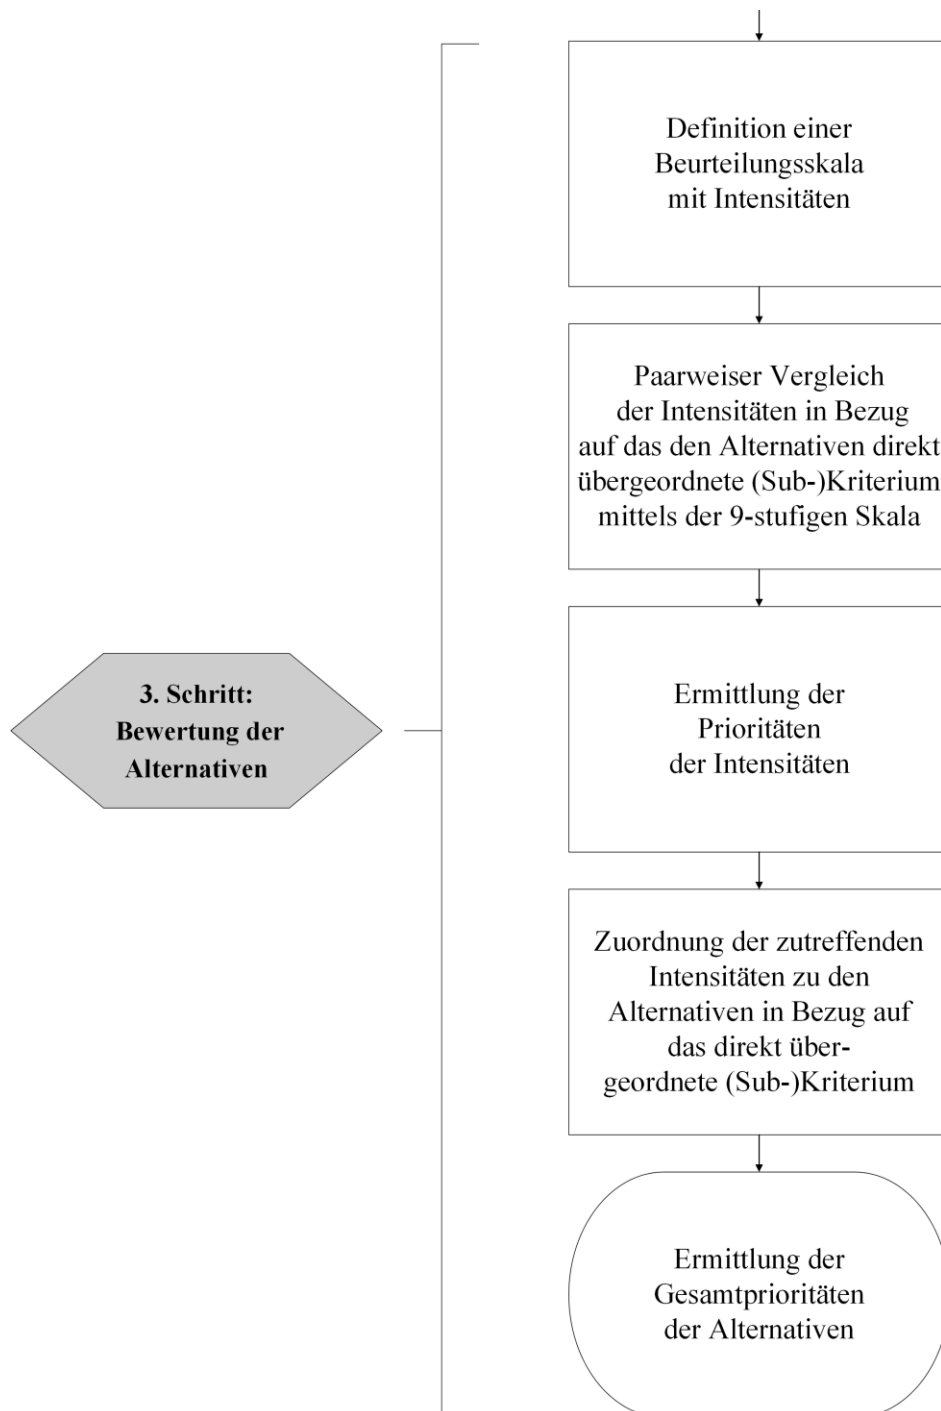 3. Schritt:
Bewertung der
Alternativen
Definition einer
Beurteilungsskala
mit Intensitäten
Paarweiser Vergleich
der Intensitäten in Bezug
auf das den Alternativen direkt
übergeordnete (Sub-)Kriterium
mittels der 9-stufigen Skala
Ermittlung der
Prioritäten
der Intensitäten
Zuordnung der zutreffenden
Intensitäten zu den
Alternativen in Bezug auf
das direkt über-
geordnete (Sub-)Kriterium
Ermittlung der
Gesamtprioritäten
der Alternativen